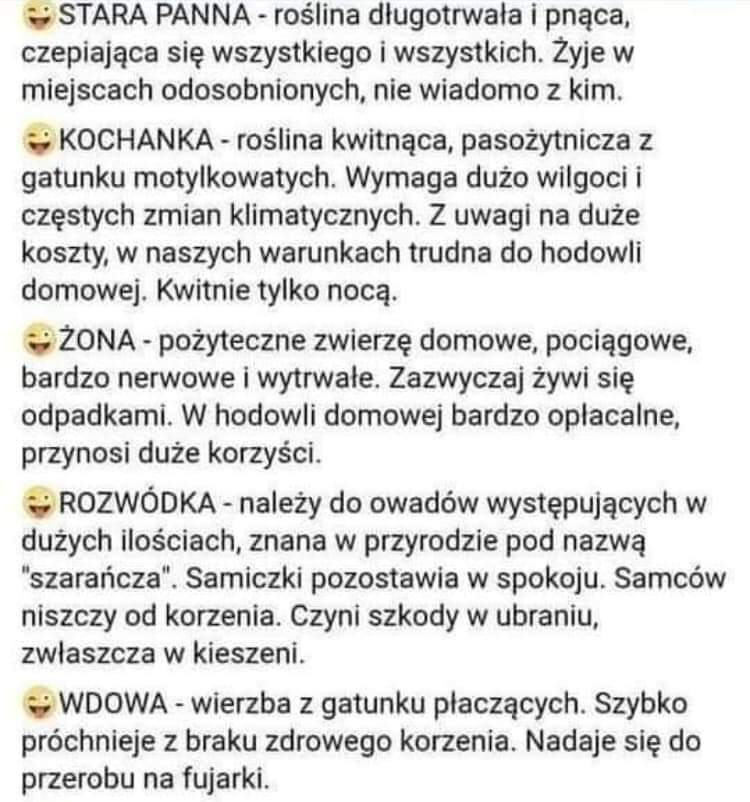 😜STARA PANNA - roślina długotrwała i pnąca,
czepiająca się wszystkiego i wszystkich. Żyje w
miejscach odosobnionych, nie wiadomo z kim.
😜KOCHANKA - roślina kwitnąca, pasożytnicza z
gatunku motylkowatych. Wymaga dużo wilgoci i
częstych zmian klimatycznych. Z uwagi na duże
koszty, w naszych warunkach trudna do hodowli
domowej. Kwitnie tylko nocą.
😜ŻONA - pożyteczne zwierzę domowe, pociągowe,
bardzo nerwowe i wytrwałe. Zazwyczaj żywi się
odpadkami. W hodowli domowej bardzo opłacalne,
przynosi duże korzyści.
😜ROZWÓDKA - należy do owadów występujących w
dużych ilościach, znana w przyrodzie pod nazwą
"szarańcza". Samiczki pozostawia w spokoju. Samców
niszczy od korzenia. Czyni szkody w ubraniu,
zwłaszcza w kieszeni.
😜WDOWA - wierzba z gatunku płaczących. Szybko
próchnieje z braku zdrowego korzenia. Nadaje się do
przerobu na fujarki.